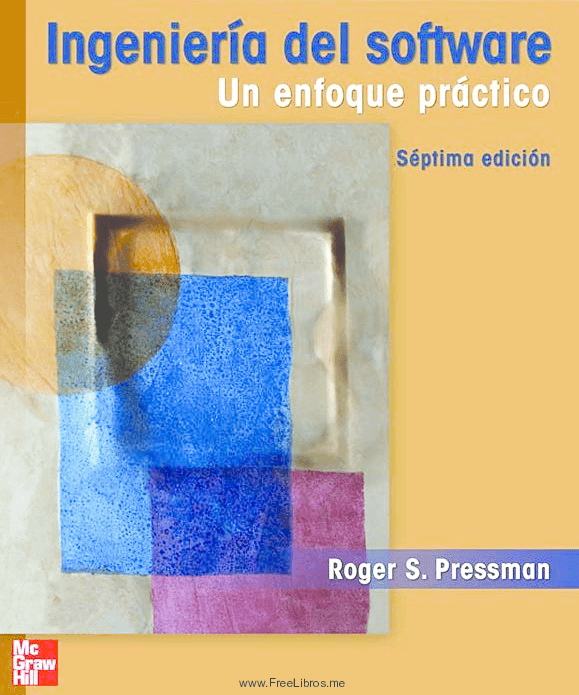 Ingeniería del software
Un enfoque práctico
Séptima edición
Roger S. Pressman
Mc
Graw
Hill
www.FreeLibros.me